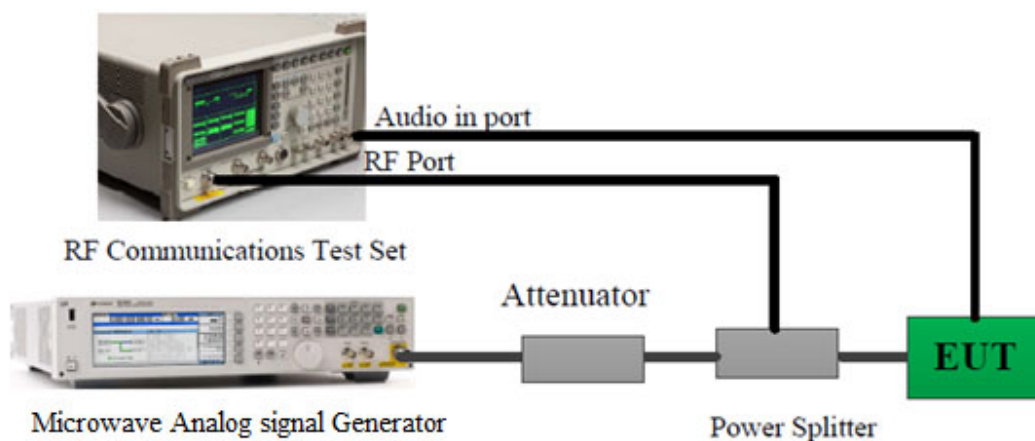 Audio in port
RF Port
RF Communications Test Set
Attenuator
EUT
Microwave Analog signal Generator
Power Splitter